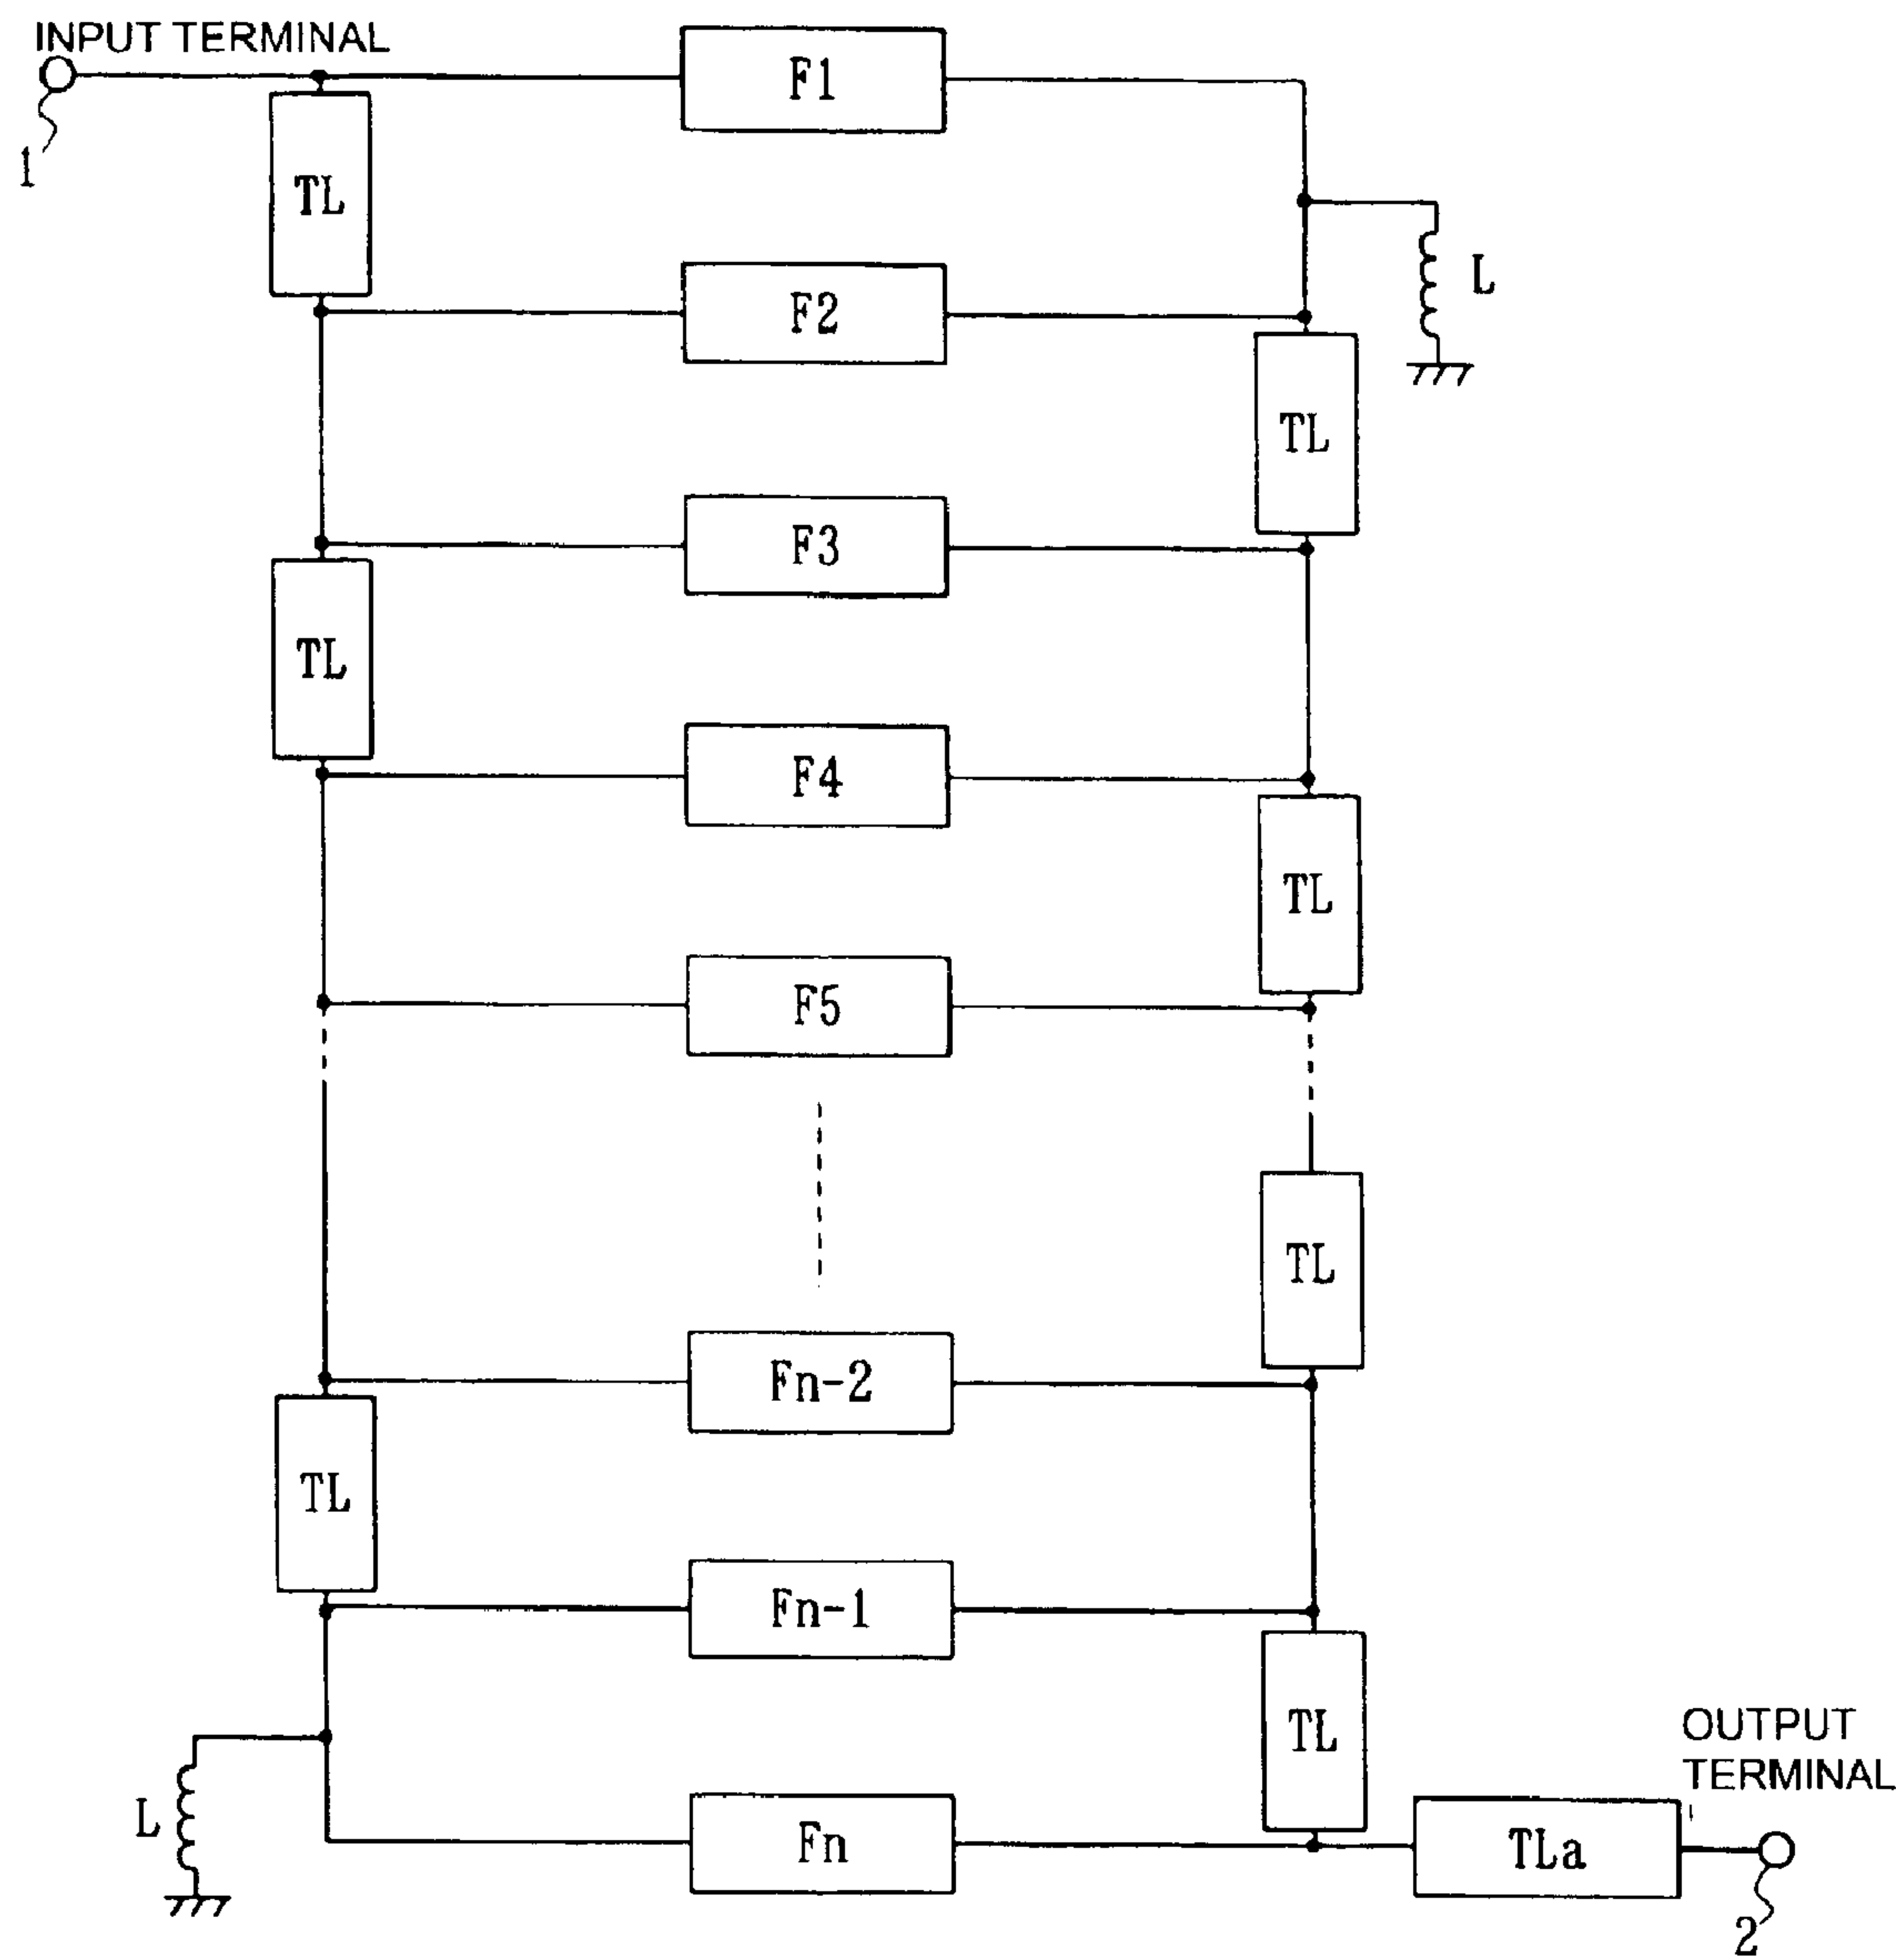 INPUT TERMINAL
1
F1
TL
L
F2
TL
F3
TL
F4
TL
F5
TL
Fn-2
TL
Fn-1
TL
OUTPUT
TERMINAL
L
Fn
TLa
2